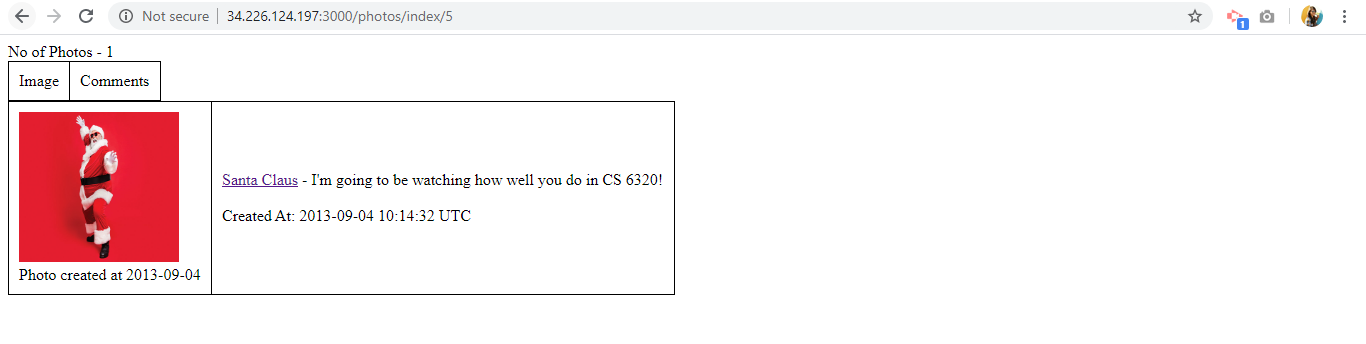 Not secure | 34.226.124.197:3000/photos/index/5
1
No of Photos - 1
Image Comments
Santa Claus - I'm going to be watching how well you do in CS 6320!
Created At: 2013-09-04 10:14:32 UTC
Photo created at 2013-09-04